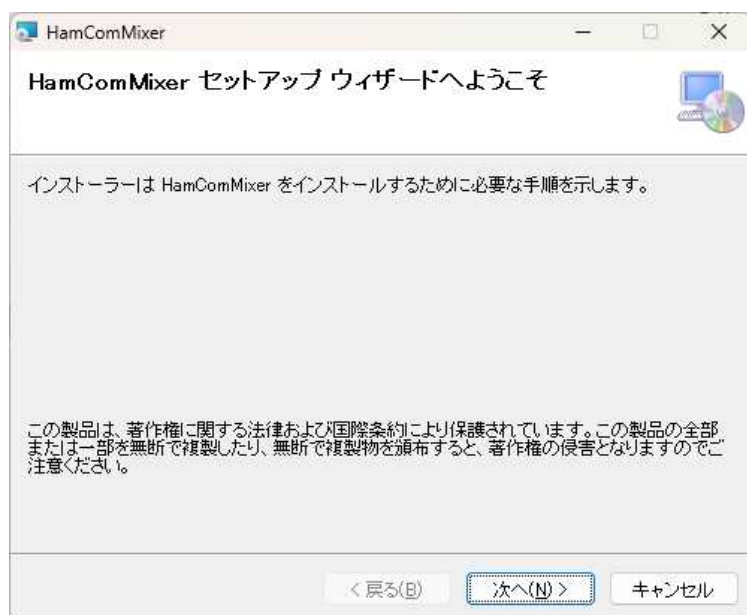 HamComMixer
HamComMixer セットアップ ウィザードへようこそ
インストーラーは HamComMixer をインストールするために必要な手順を示します。
この製品は、著作権に関する法律および国際条約により保護されています。この製品の全部
または一部を無断で複製したり、無断で複製物を頒布すると、著作権の侵害となりますのでご
注意ください。
< 戻る(B)
次へ(N) >
キャンセル